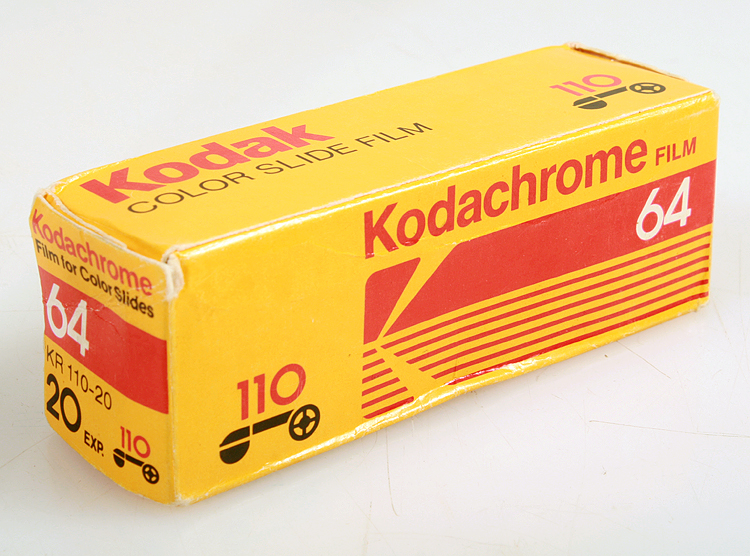 Kodak
COLOR SLIDE FILM
110
Kodachrome FILM
64
110
Kodachrome
Film for Color Slides
64
KR 110-20
20 EXP.
110